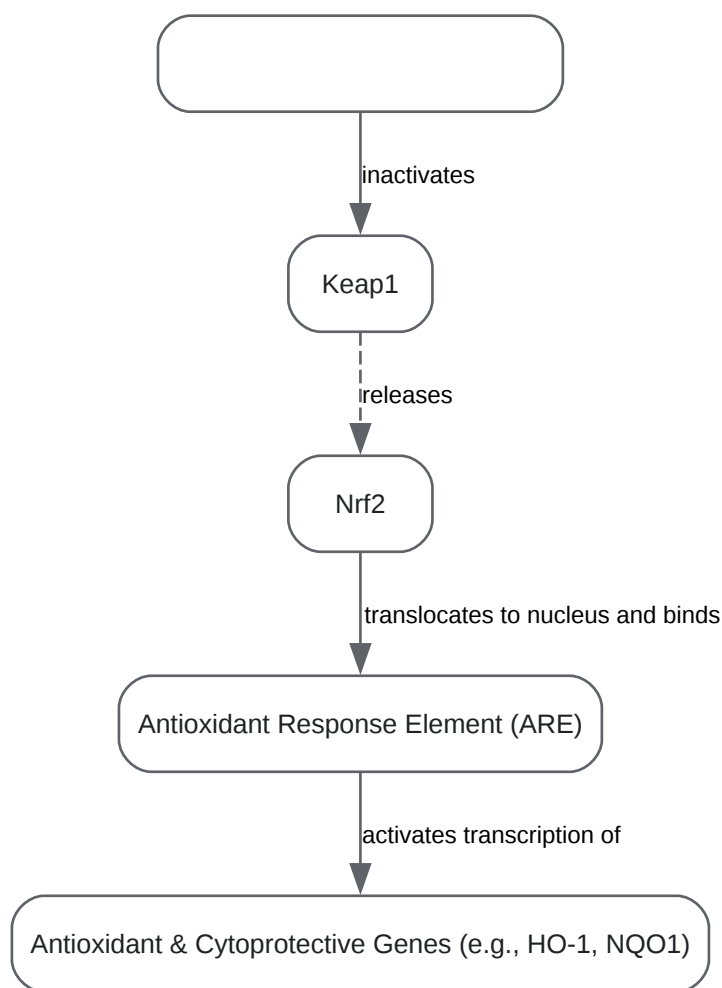 inactivates
Keap1
releases
Nrf2
translocates to nucleus and binds
Antioxidant Response Element (ARE)
activates transcription of
Antioxidant & Cytoprotective Genes (e.g., HO-1, NQO1)